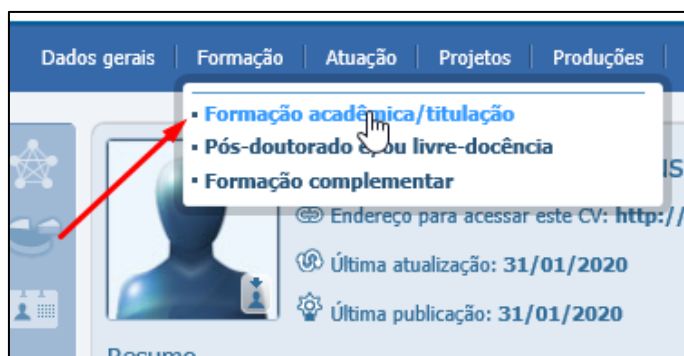 Dados gerais | Formação | Atuação | Projetos | Produções |
▪ Formação acadêmica/titulação
▪ Pós-doutorado e/ou livre-docência
▪ Formação complementar
Endereço para acessar este CV: http://
Última atualização: 31/01/2020
Última publicação: 31/01/2020
Resumo